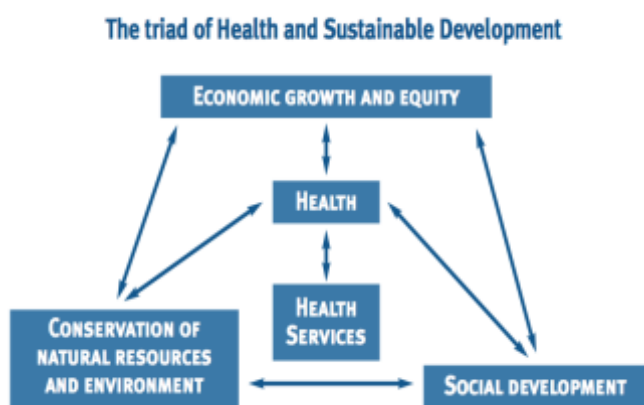 The triad of Health and Sustainable Development
ECONOMIC GROWTH AND EQUITY
HEALTH
HEALTH
SERVICES
CONSERVATION OF
NATURAL RESOURCES
AND ENVIRONMENT
SOCIAL DEVELOPMENT